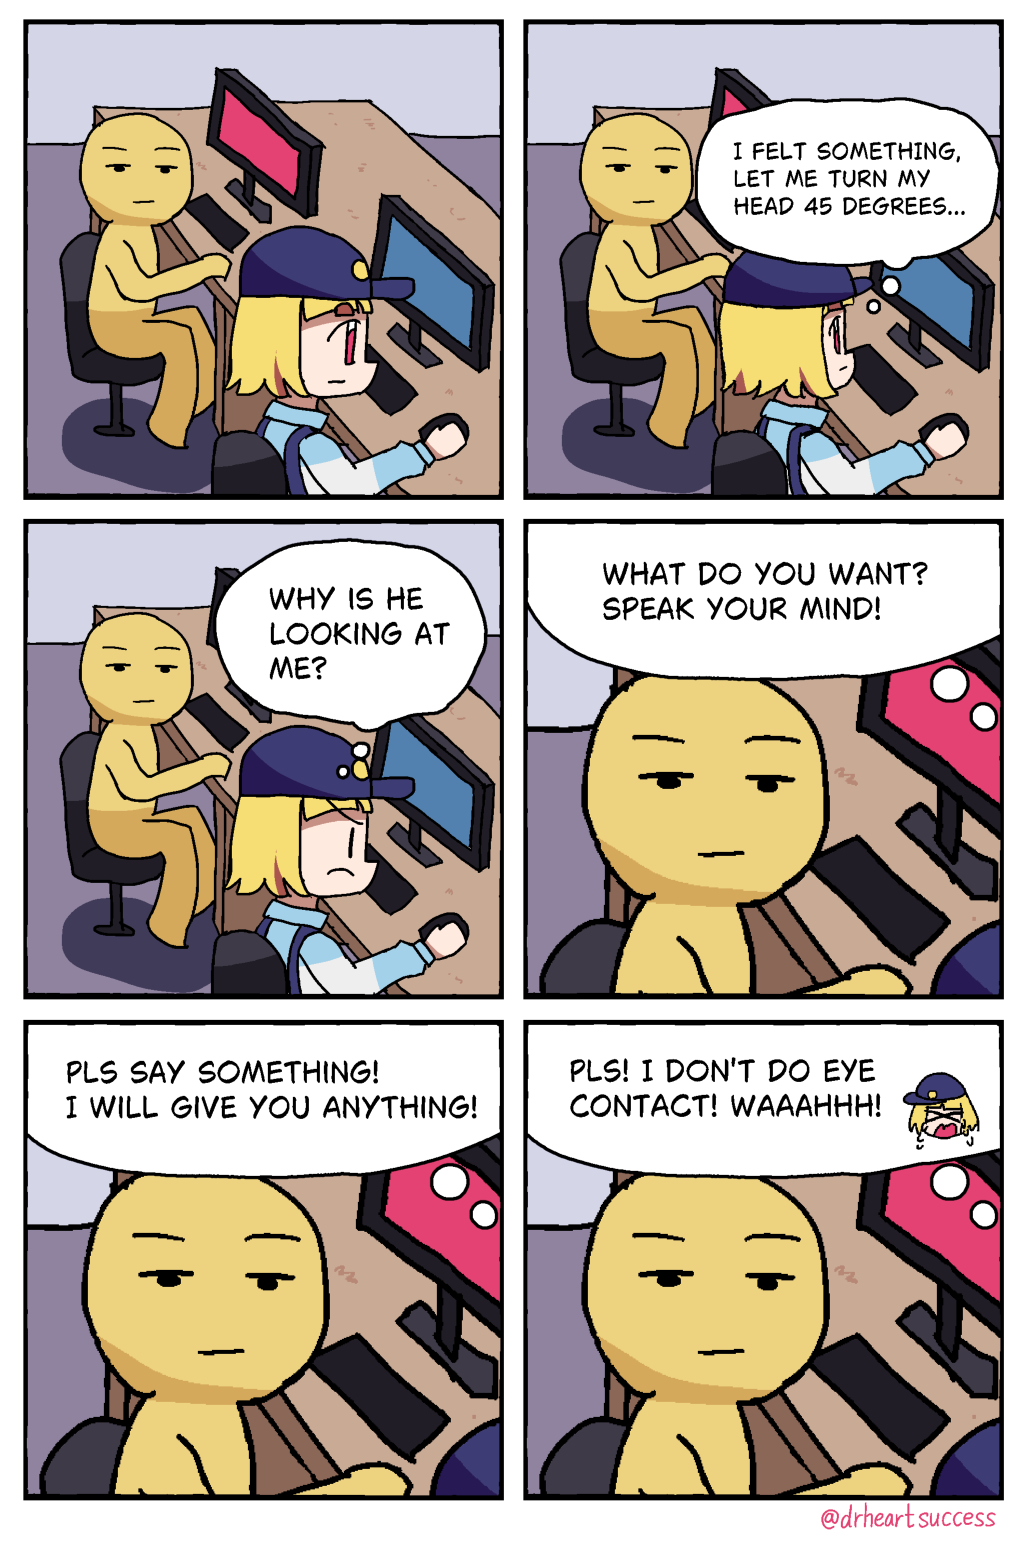 I FELT SOMETHING,
LET ME TURN MY
HEAD 45 DEGREES...
WHY IS HE
LOOKING AT
ME?
WHAT DO YOU WANT?
SPEAK YOUR MIND!
PLS SAY SOMETHING!
I WILL GIVE YOU ANYTHING!
PLS! I DON'T DO EYE
CONTACT! WAAAHHH!
@drheartsuccess